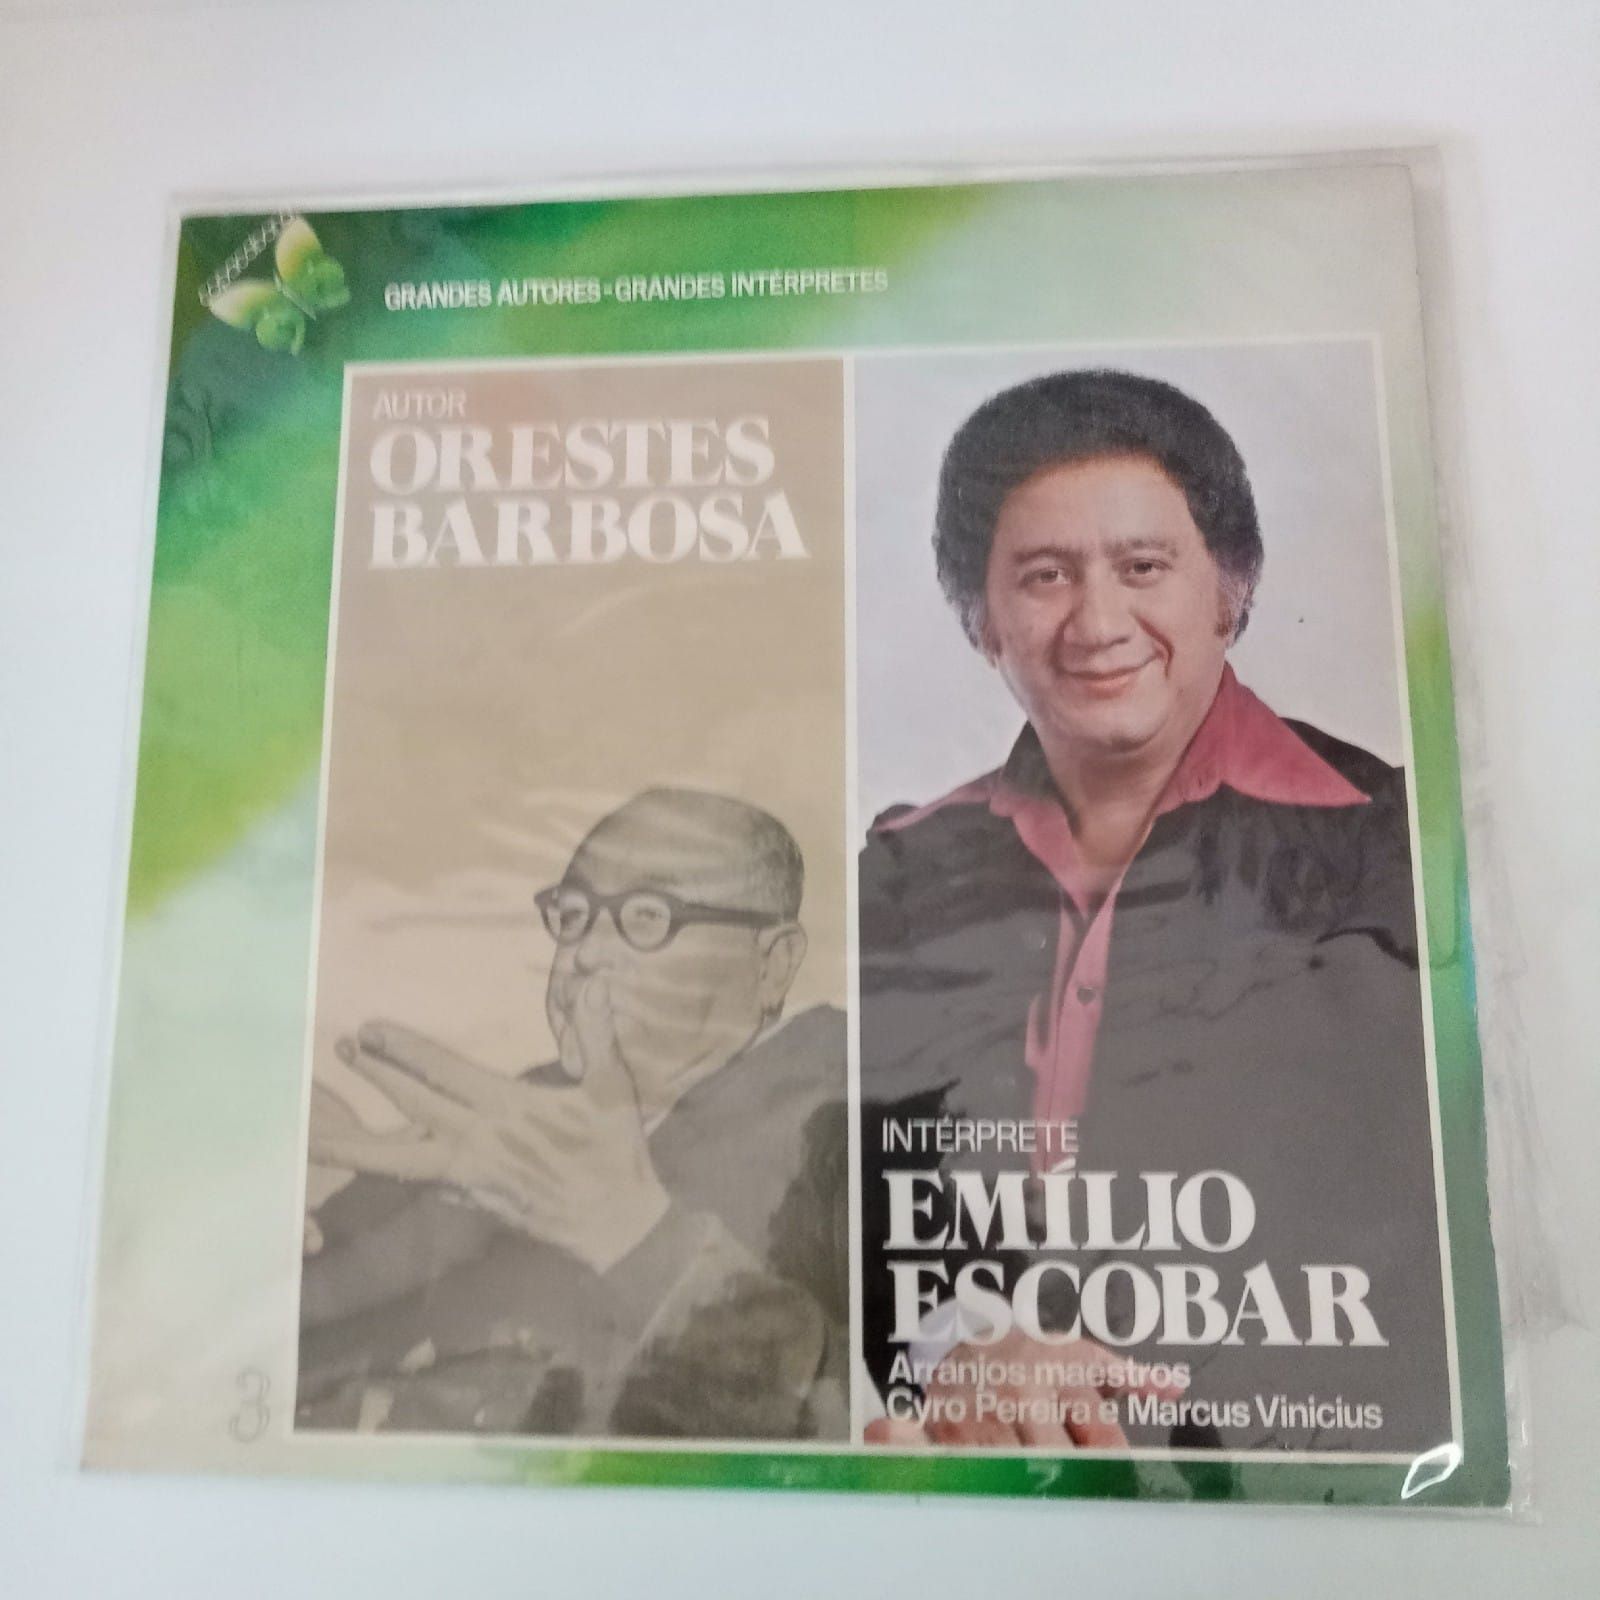 GRANDES AUTORES-GRANDES INTÉRPRETES
AUTOR
ORESTES
BARBOSA
INTÉRPRETE
EMÍLIO
ESCOBAR
Arranjos maestros
Cyro Pereira e Marcus Vinicius
3